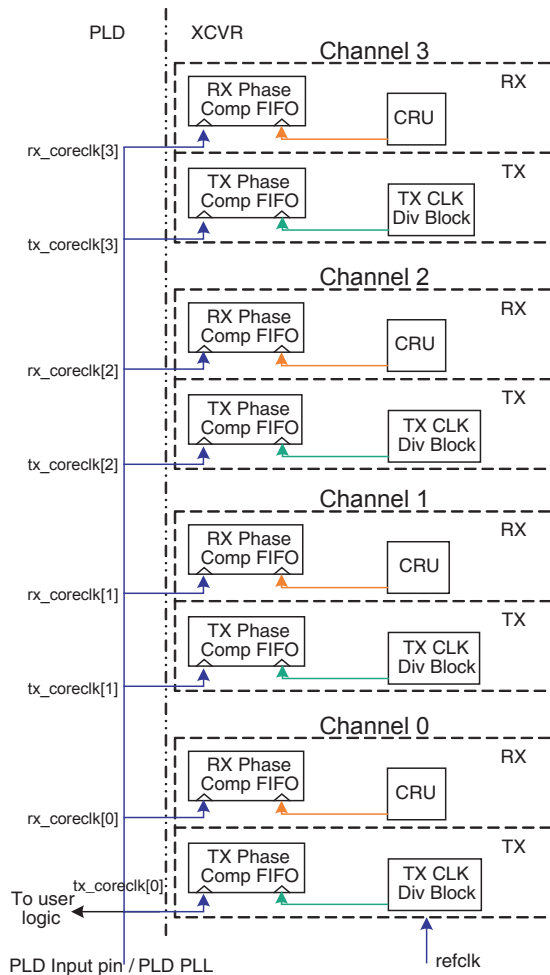 PLD
XCVR
Channel 3
RX
RX Phase
Comp FIFO
CRU
rx_coreclk[3]
TX
TX Phase
Comp FIFO
TX CLK
Div Block
tx_coreclk[3]
Channel 2
RX
RX Phase
Comp FIFO
CRU
rx_coreclk[2]
TX
TX Phase
Comp FIFO
TX CLK
Div Block
tx_coreclk[2]
Channel 1
RX
RX Phase
Comp FIFO
CRU
rx_coreclk[1]
TX
TX Phase
Comp FIFO
TX CLK
Div Block
tx_coreclk[1]
Channel 0
RX
RX Phase
Comp FIFO
CRU
rx_coreclk[0]
TX
TX Phase
Comp FIFO
TX CLK
Div Block
tx_coreclk[0]
To user
logic
PLD Input pin / PLD PLL
refclk